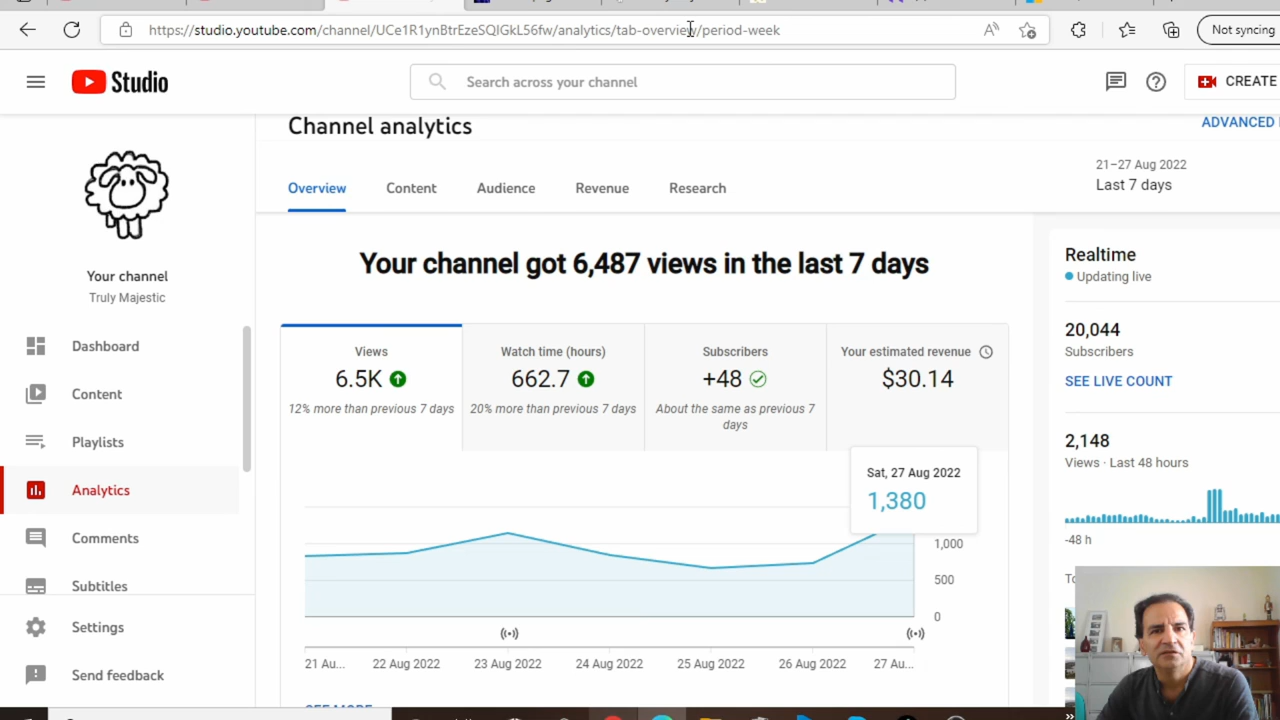 https://studio.youtube.com/channel/UCe1R1ynBtrEzeSQIGkL56fw/analytics/tab-overview/period-week
Not syncing
Studio
Search across your channel
CREATE
Channel analytics
ADVANCED
Overview
Content
Audience
Revenue
Research
21–27 Aug 2022
Last 7 days
Your channel
Truly Majestic
Dashboard
Content
Playlists
Analytics
Comments
Subtitles
Settings
Send feedback
Your channel got 6,487 views in the last 7 days
Views
6.5K
12% more than previous 7 days
Watch time (hours)
662.7
20% more than previous 7 days
Subscribers
+48
About the same as previous 7
days
Your estimated revenue
$30.14
Sat, 27 Aug 2022
1,380
1,000
500
0
21 Au...
22 Aug 2022
23 Aug 2022
24 Aug 2022
25 Aug 2022
26 Aug 2022
27 Au...
SEE MORE
Realtime
Updating live
20,044
Subscribers
SEE LIVE COUNT
2,148
Views · Last 48 hours
-48 h